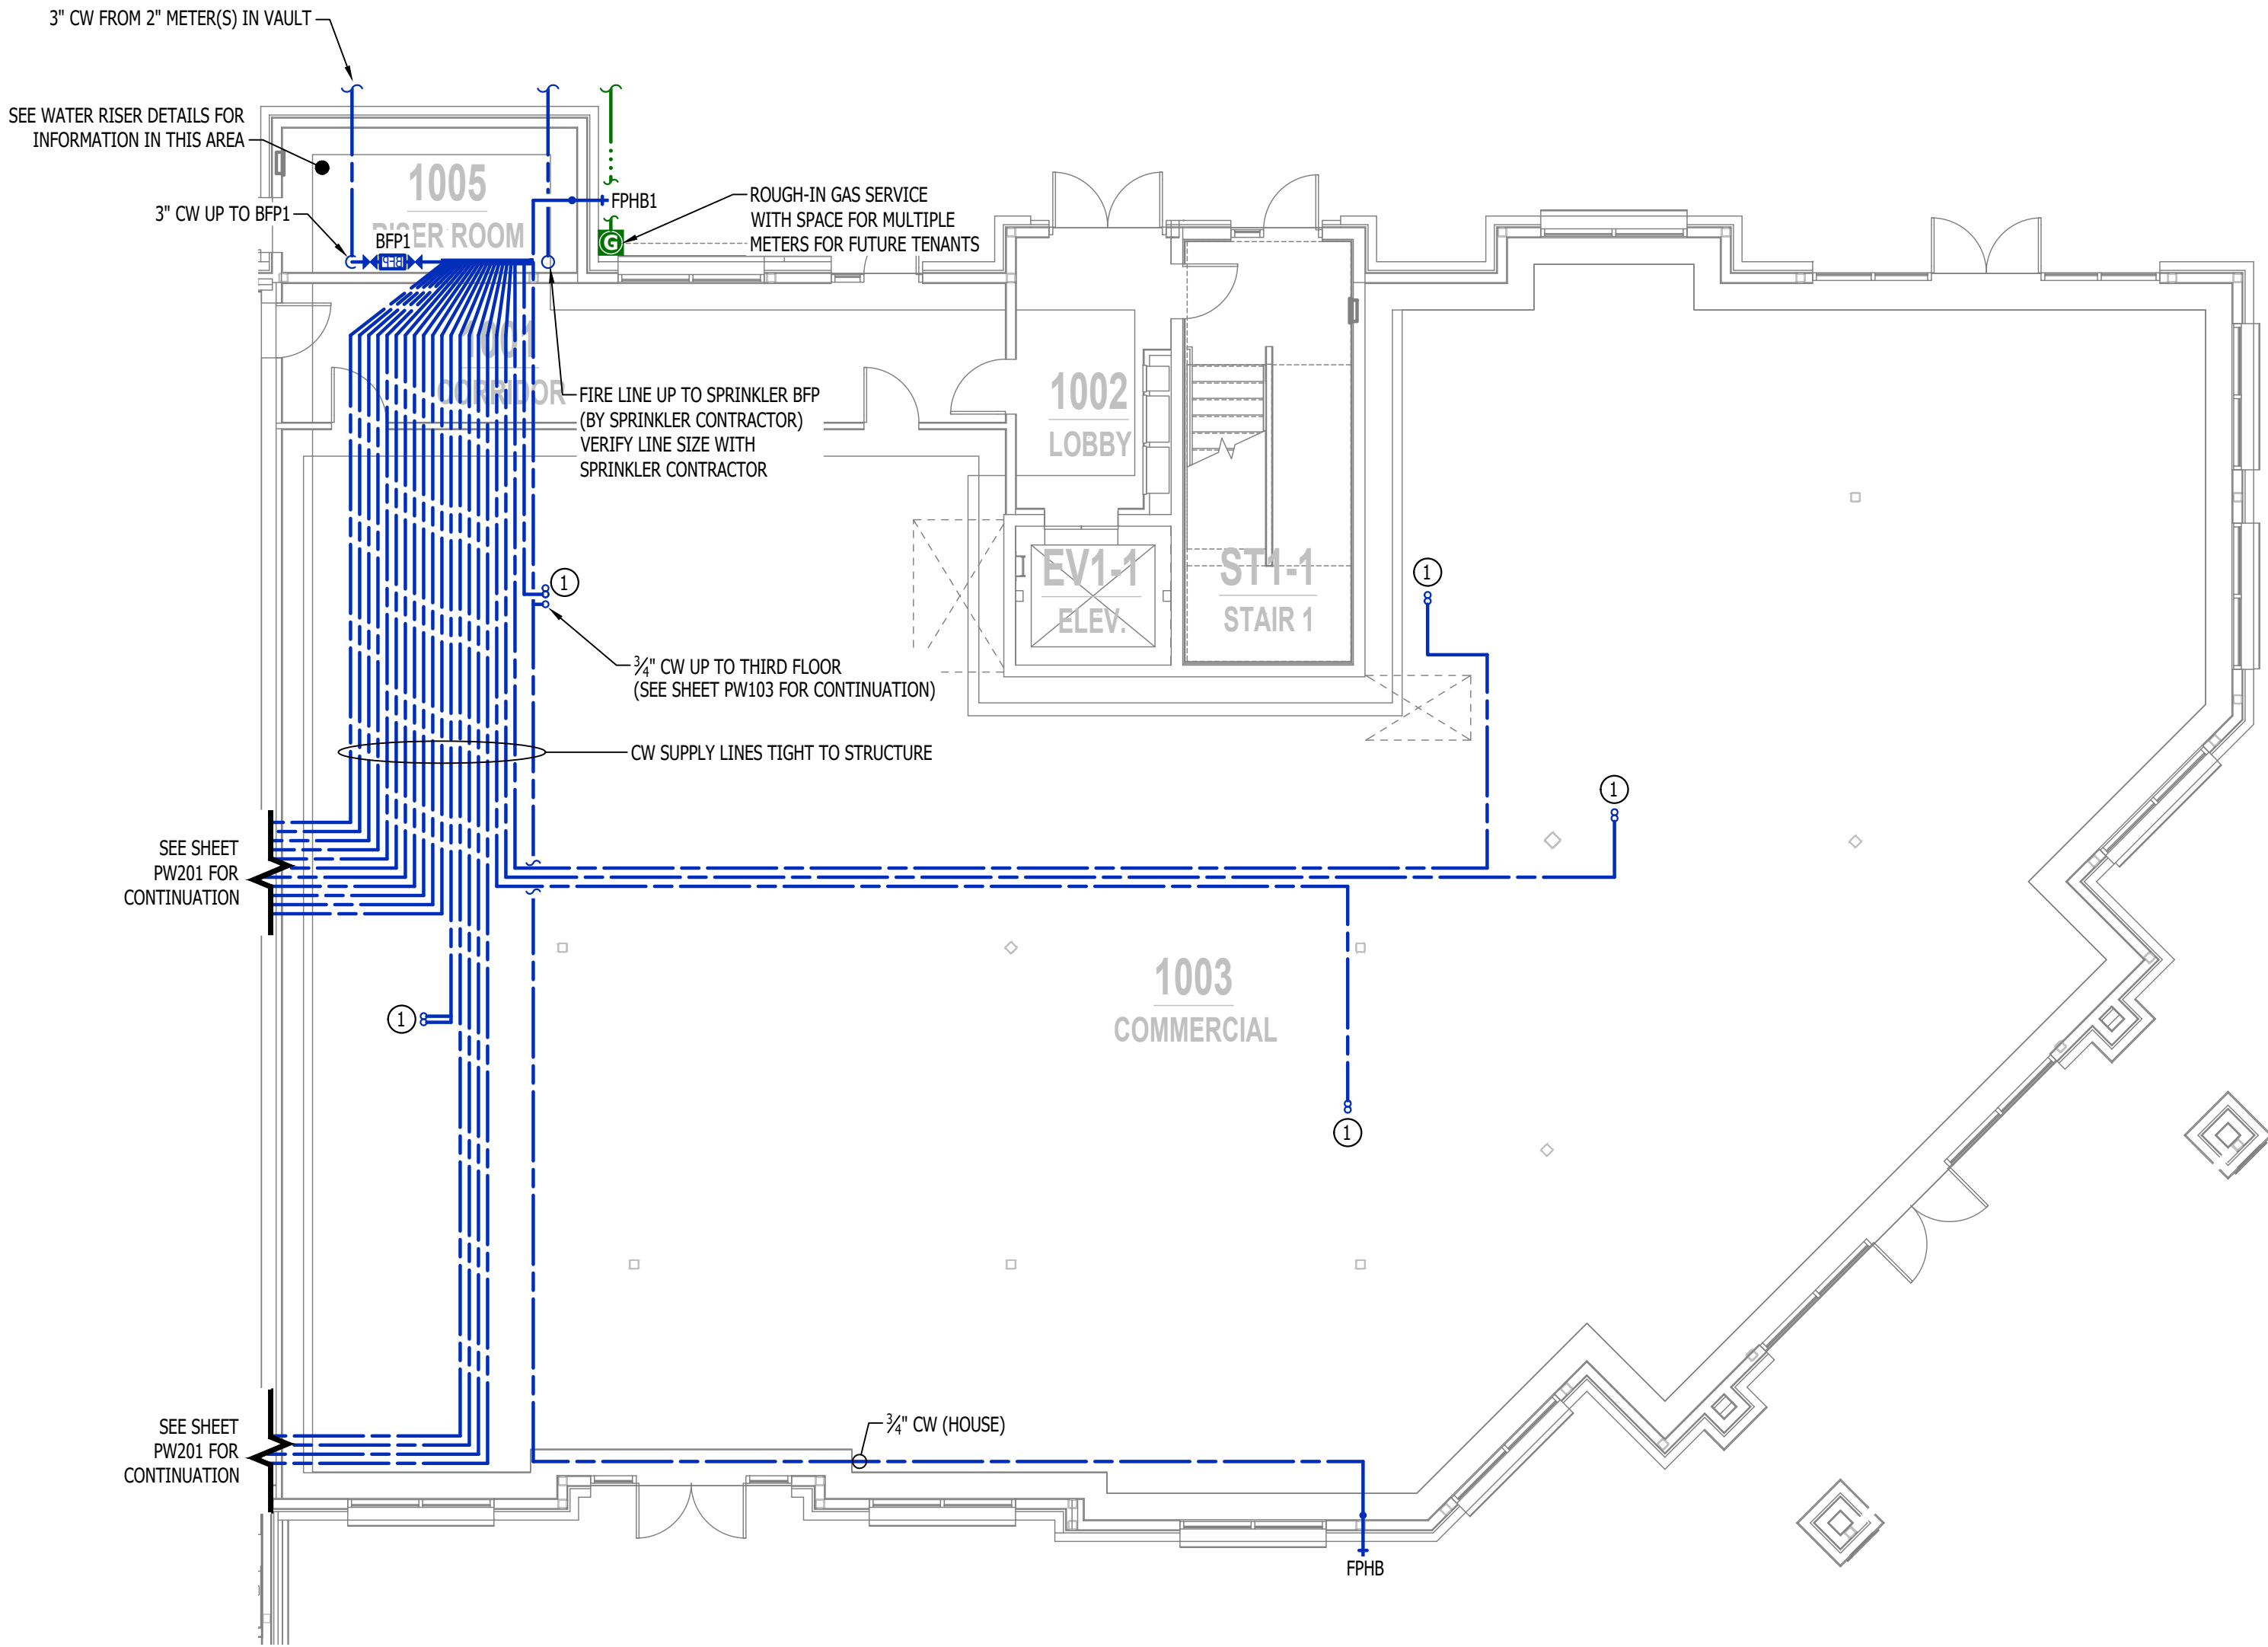 3" CW FROM 2" METER(S) IN VAULT
SEE WATER RISER DETAILS FOR
INFORMATION IN THIS AREA
1005
RISER ROOM
3" CW UP TO BFP1
BFP1
BFP
FPHB1
G
ROUGH-IN GAS SERVICE
WITH SPACE FOR MULTIPLE
METERS FOR FUTURE TENANTS
1001
CORRIDOR
FIRE LINE UP TO SPRINKLER BFP
(BY SPRINKLER CONTRACTOR)
VERIFY LINE SIZE WITH
SPRINKLER CONTRACTOR
1002
LOBBY
EV1-1
ELEV.
ST1-1
STAIR 1
1
1
3/4" CW UP TO THIRD FLOOR
(SEE SHEET PW103 FOR CONTINUATION)
CW SUPPLY LINES TIGHT TO STRUCTURE
1
SEE SHEET
PW201 FOR
CONTINUATION
1003
COMMERCIAL
1
1
SEE SHEET
PW201 FOR
CONTINUATION
3/4" CW (HOUSE)
FPHB